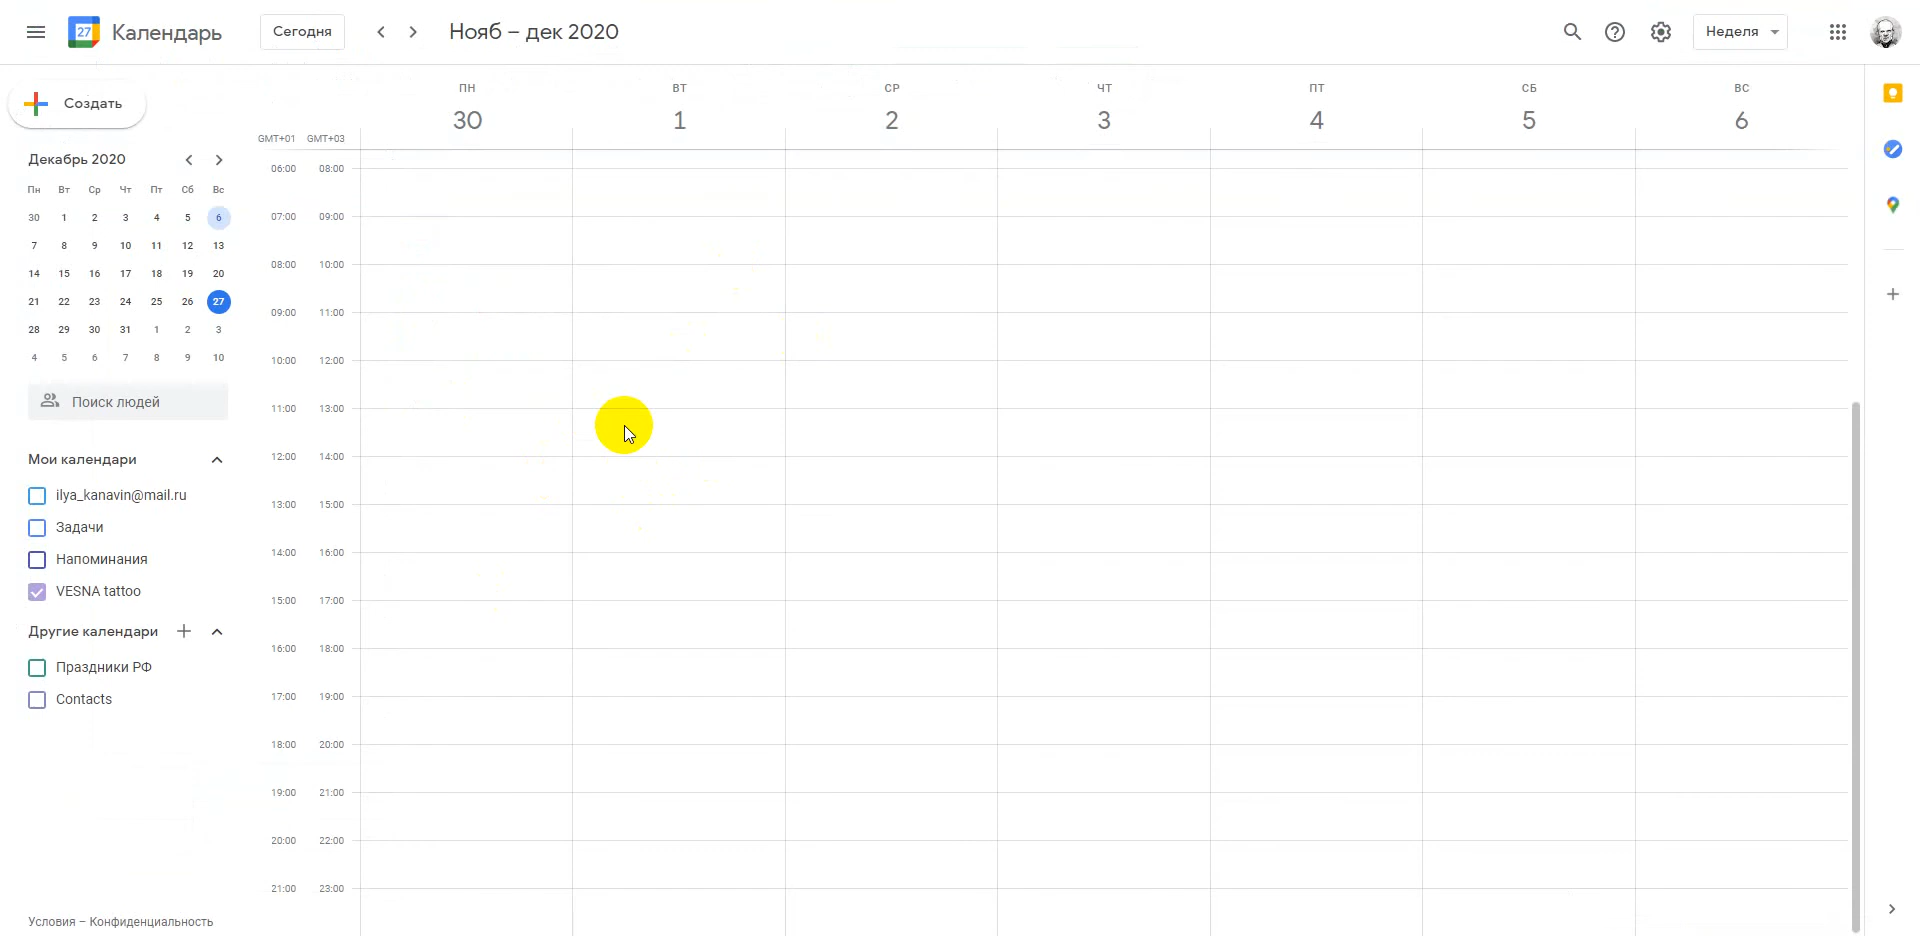 27 Календарь Сегодня Нояб – дек 2020 Неделя
Создать
ПН ВТ СР ЧТ ПТ СБ ВС
30 1 2 3 4 5 6
GMT+01 GMT+03
Декабрь 2020
Пн Вт Ср Чт Пт Сб Вс
30 1 2 3 4 5 6
7 8 9 10 11 12 13
14 15 16 17 18 19 20
21 22 23 24 25 26 27
28 29 30 31 1 2 3
4 5 6 7 8 9 10
Поиск людей
Мои календари
ilya_kanavin@mail.ru
Задачи
Напоминания
VESNA tattoo
Другие календари
Праздники РФ
Contacts
Условия – Конфиденциальность
06:00 08:00
07:00 09:00
08:00 10:00
09:00 11:00
10:00 12:00
11:00 13:00
12:00 14:00
13:00 15:00
14:00 16:00
15:00 17:00
16:00 18:00
17:00 19:00
18:00 20:00
19:00 21:00
20:00 22:00
21:00 23:00